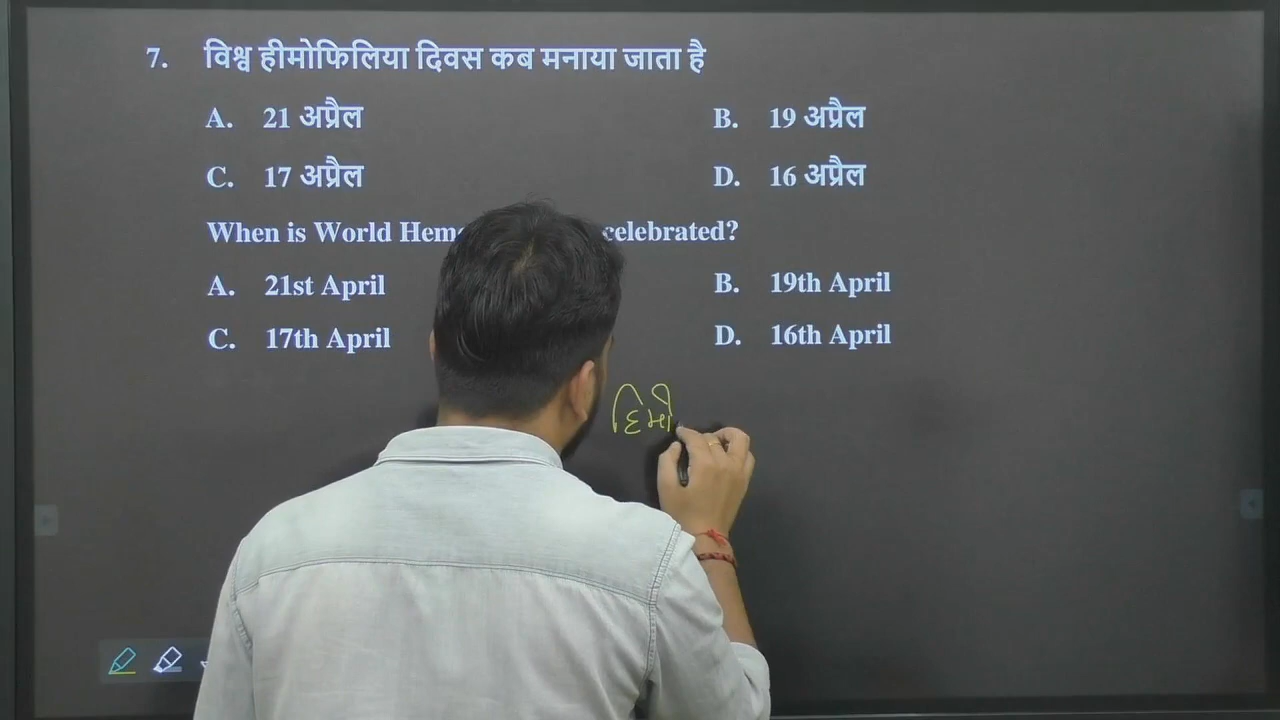 7. विश्व हीमोफिलिया दिवस कब मनाया जाता है
A. 21 अप्रैल B. 19 अप्रैल
C. 17 अप्रैल D. 16 अप्रैल
When is World celebrated?
A. 21st April B. 19th April
C. 17th April D. 16th April
हिमो